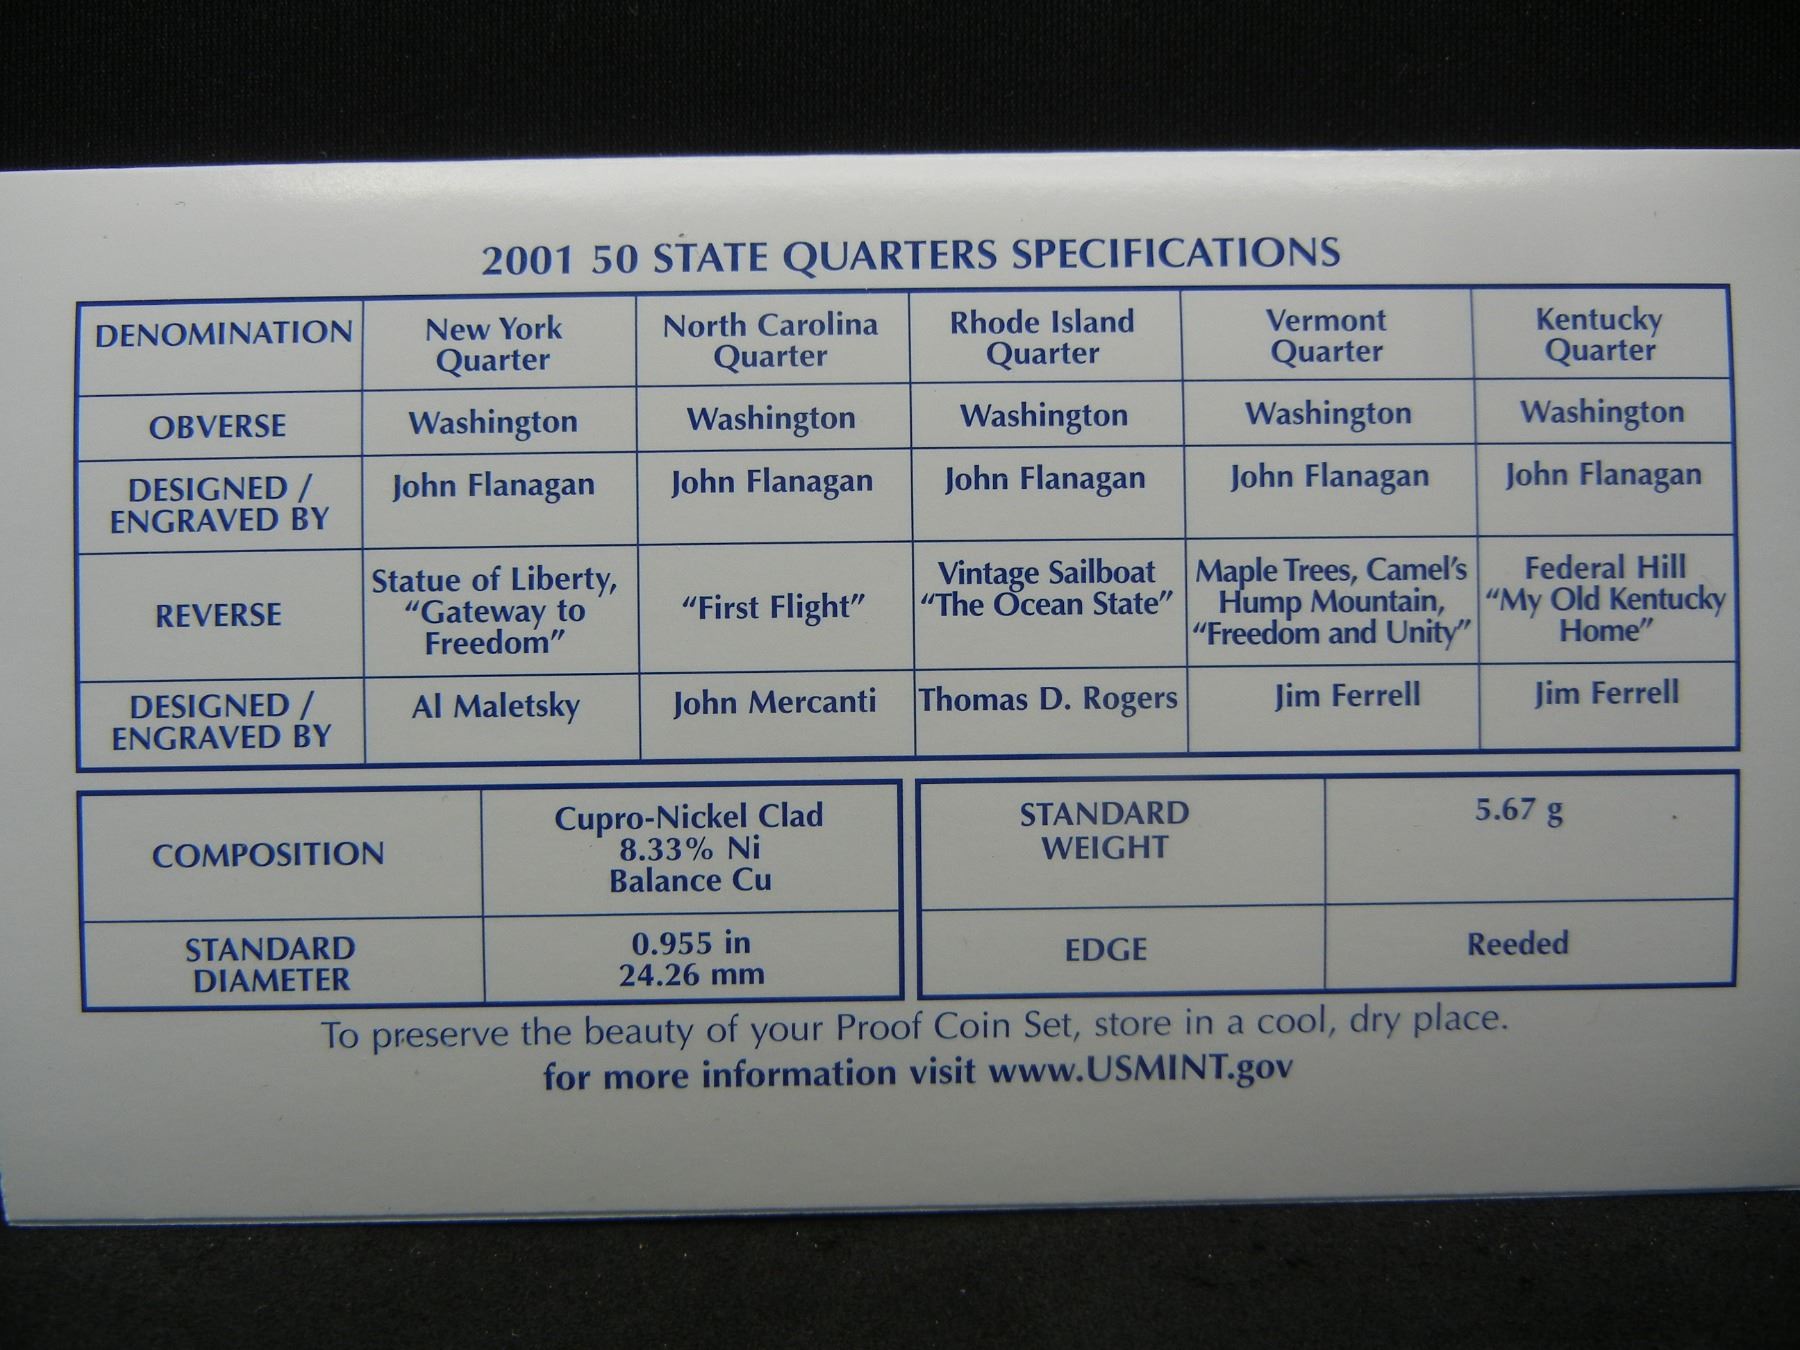 2001 50 STATE QUARTERS SPECIFICATIONS
DENOMINATION
New York
Quarter
North Carolina
Quarter
Rhode Island
Quarter
Vermont
Quarter
Kentucky
Quarter
OBVERSE
Washington
Washington
Washington
Washington
Washington
DESIGNED /
ENGRAVED BY
John Flanagan
John Flanagan
John Flanagan
John Flanagan
John Flanagan
REVERSE
Statue of Liberty,
“Gateway to
Freedom”
“First Flight”
Vintage Sailboat
“The Ocean State”
Maple Trees, Camel’s
Hump Mountain,
“Freedom and Unity”
Federal Hill
“My Old Kentucky
Home”
DESIGNED /
ENGRAVED BY
Al Maletsky
John Mercanti
Thomas D. Rogers
Jim Ferrell
Jim Ferrell
COMPOSITION
Cupro-Nickel Clad
8.33% Ni
Balance Cu
STANDARD
WEIGHT
5.67 g
STANDARD
DIAMETER
0.955 in
24.26 mm
EDGE
Reeded
To preserve the beauty of your Proof Coin Set, store in a cool, dry place.
for more information visit www.USMINT.gov